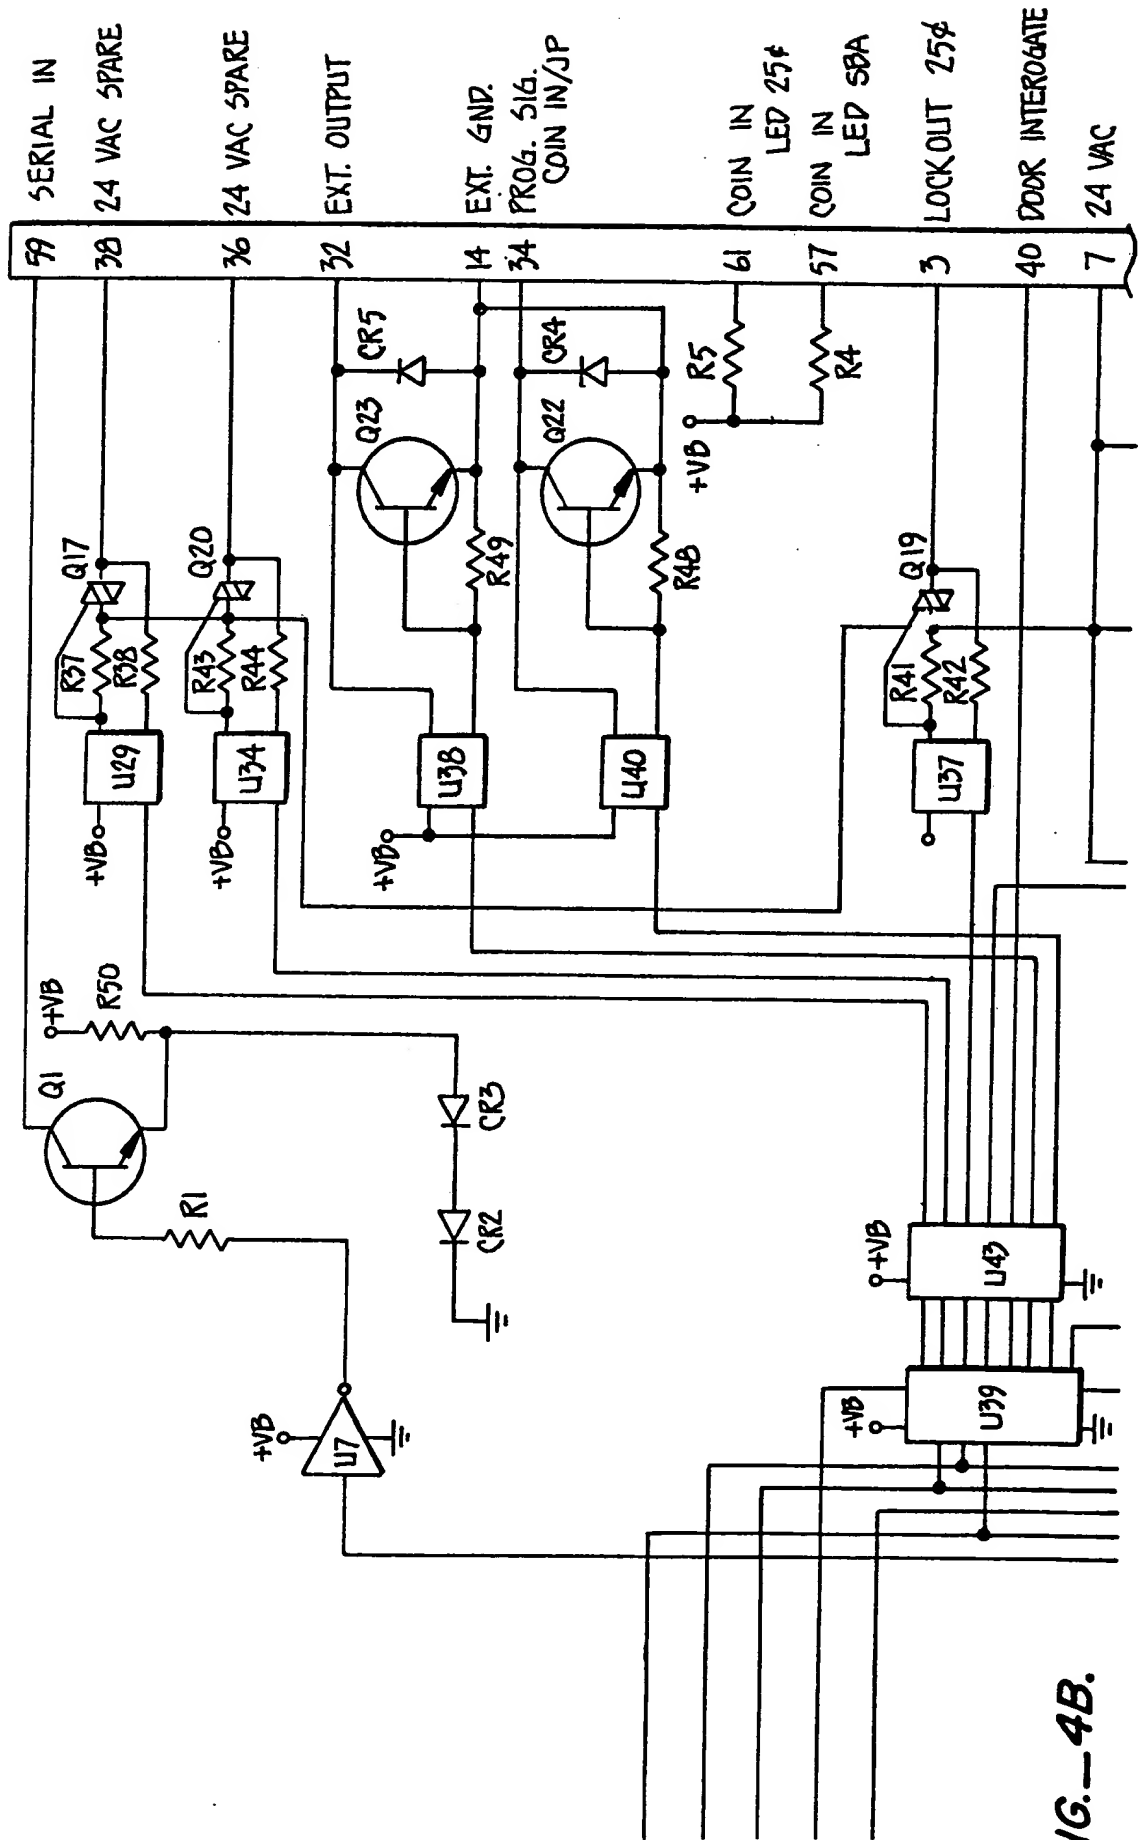 SERIAL IN
24 VAC SPARE
24 VAC SPARE
EXT. OUTPUT
EXT. GND.
PROG. SIG.
COIN IN/JP
COIN IN
LED 25¢
COIN IN
LED SBA
LOCKOUT 25¢
DOOR INTEROGATE
24 VAC
59
38
36
32
14
34
61
57
3
40
7
CR5
CR4
R5
R4
Q23
Q22
+VB
Q17
Q20
Q19
R49
R48
R37
R38
R43
R44
R41
R42
U29
U34
U38
U40
U37
+VB
+VB
+VB
+VB
R50
Q1
CR3
R1
CR2
+VB
U43
+VB
U7
+VB
U39
IG.—4B.